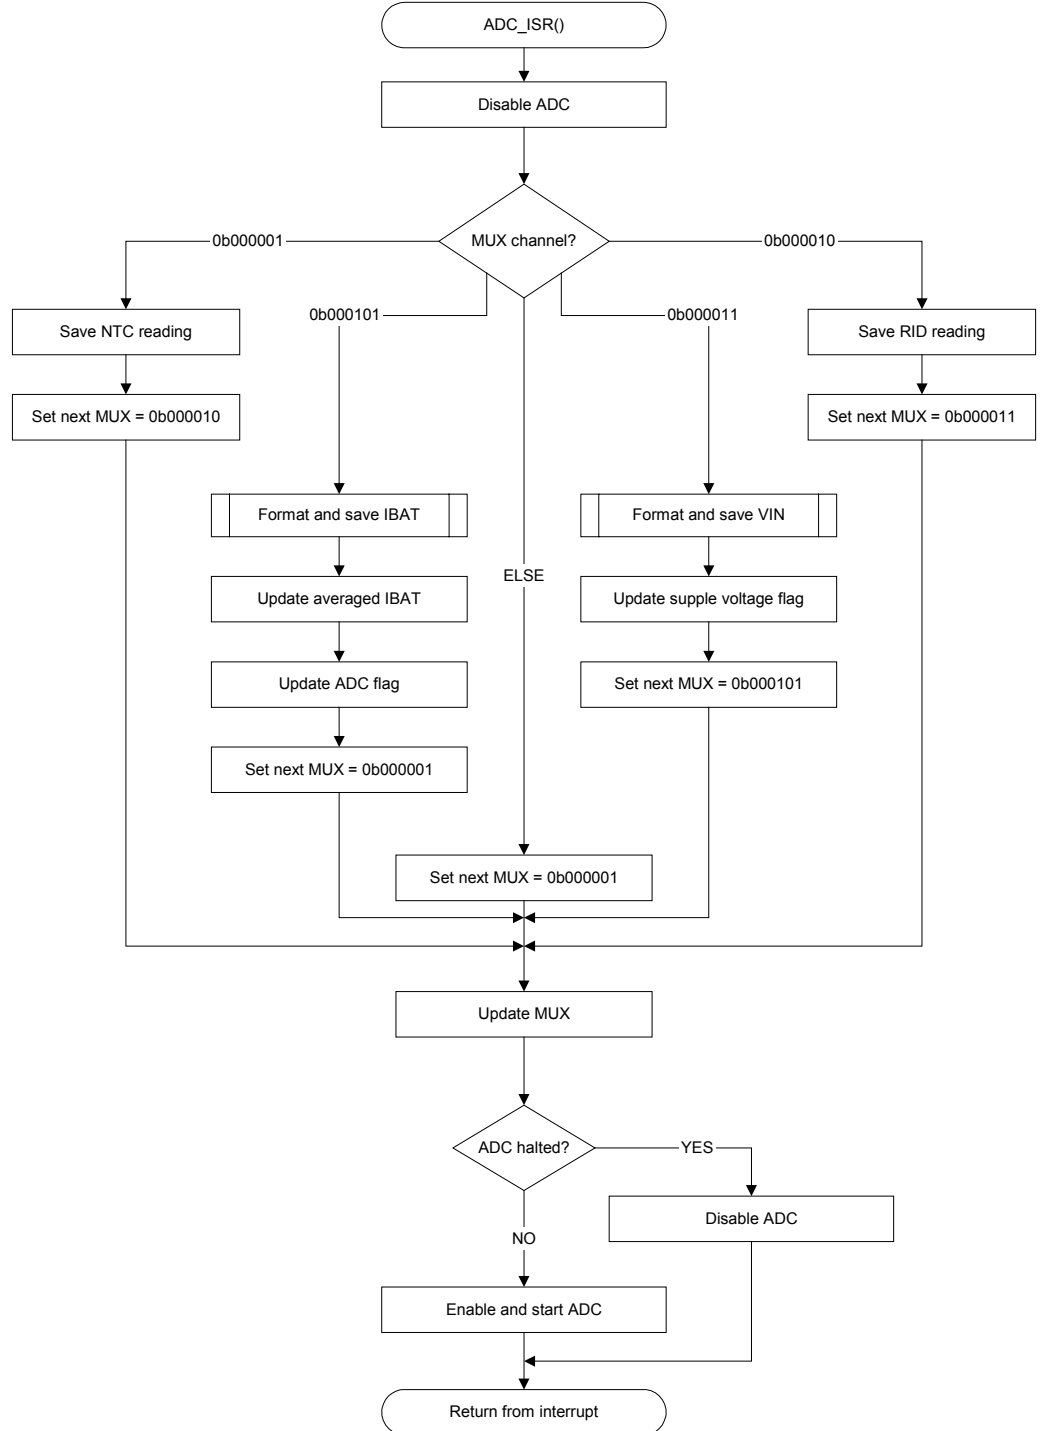 ADC_ISR()
Disable ADC
MUX channel?
0b000001
0b000010
0b000101
0b000011
Save NTC reading
Save RID reading
Set next MUX = 0b000010
Set next MUX = 0b000011
Format and save IBAT
Format and save VIN
ELSE
Update averaged IBAT
Update supple voltage flag
Update ADC flag
Set next MUX = 0b000101
Set next MUX = 0b000001
Set next MUX = 0b000001
Update MUX
ADC halted?
YES
Disable ADC
NO
Enable and start ADC
Return from interrupt